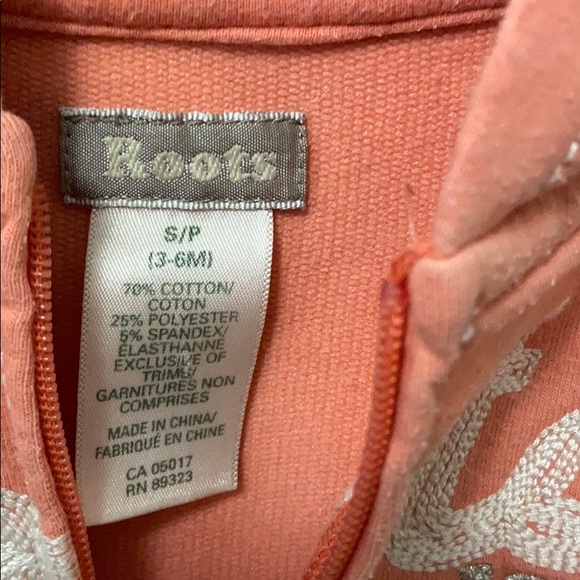 Roots
S/P
(3-6M)
70% COTTON/
COTON
25% POLYESTER
5% SPANDEX/
ELASTHANNE
EXCLUSIVE OF
TRIMS/
GARNITURES NON
COMPRISES
MADE IN CHINA/
FABRIQUÉ EN CHINE
CA 05017
RN 89323